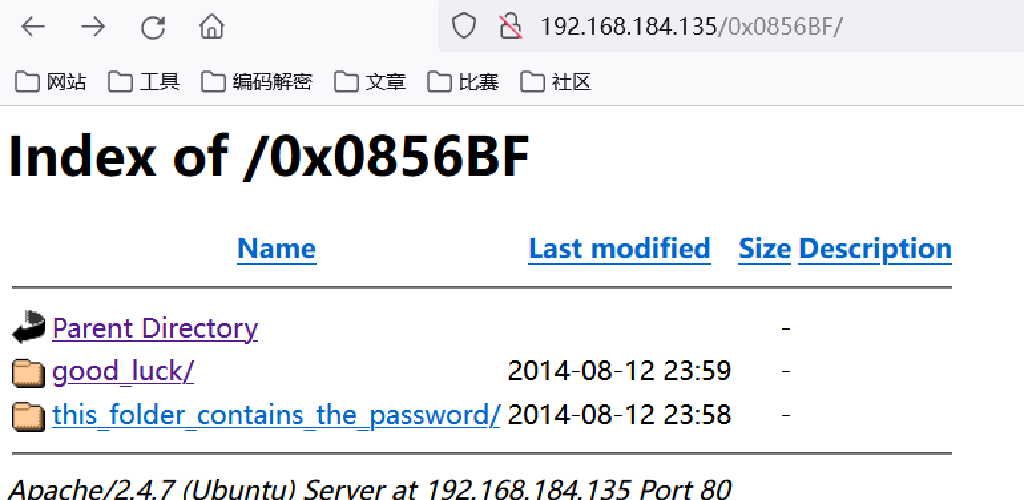 192.168.184.135/0x0856BF/
网站 工具 编码解密 文章 比赛 社区
Index of /0x0856BF
Name Last modified Size Description
Parent Directory -
good_luck/ 2014-08-12 23:59 -
this_folder_contains_the_password/ 2014-08-12 23:58 -
Apache/2.4.7 (Ubuntu) Server at 192.168.184.135 Port 80